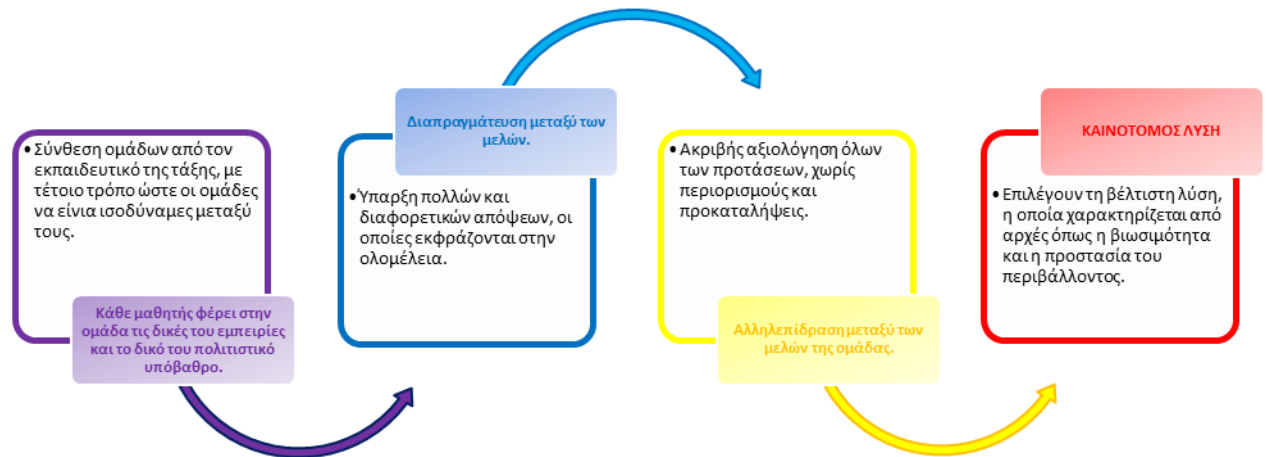 • Σύνθεση ομάδων από τον
εκπαιδευτικό της τάξης, με
τέτοιο τρόπο ώστε οι ομάδες
να είνια ισοδύναμες μεταξύ
τους.
Κάθε μαθητής φέρει στην
ομάδα τις δικές του εμπειρίες
και το δικό του πολιτιστικό
υπόβαθρο.
Διαπραγμάτευση μεταξύ των
μελών.
• Ύπαρξη πολλών και
διαφορετικών απόψεων, οι
οποίες εκφράζονται στην
ολομέλεια.
• Ακριβής αξιολόγηση όλων
των προτάσεων, χωρίς
περιορισμούς και
προκαταλήψεις.
Αλληλεπίδραση μεταξύ των
μελών της ομάδας.
ΚΑΙΝΟΤΟΜΟΣ ΛΥΣΗ
• Επιλέγουν τη βέλτιστη λύση,
η οποία χαρακτηρίζεται από
αρχές όπως η βιωσιμότητα
και η προστασία του
περιβάλλοντος.